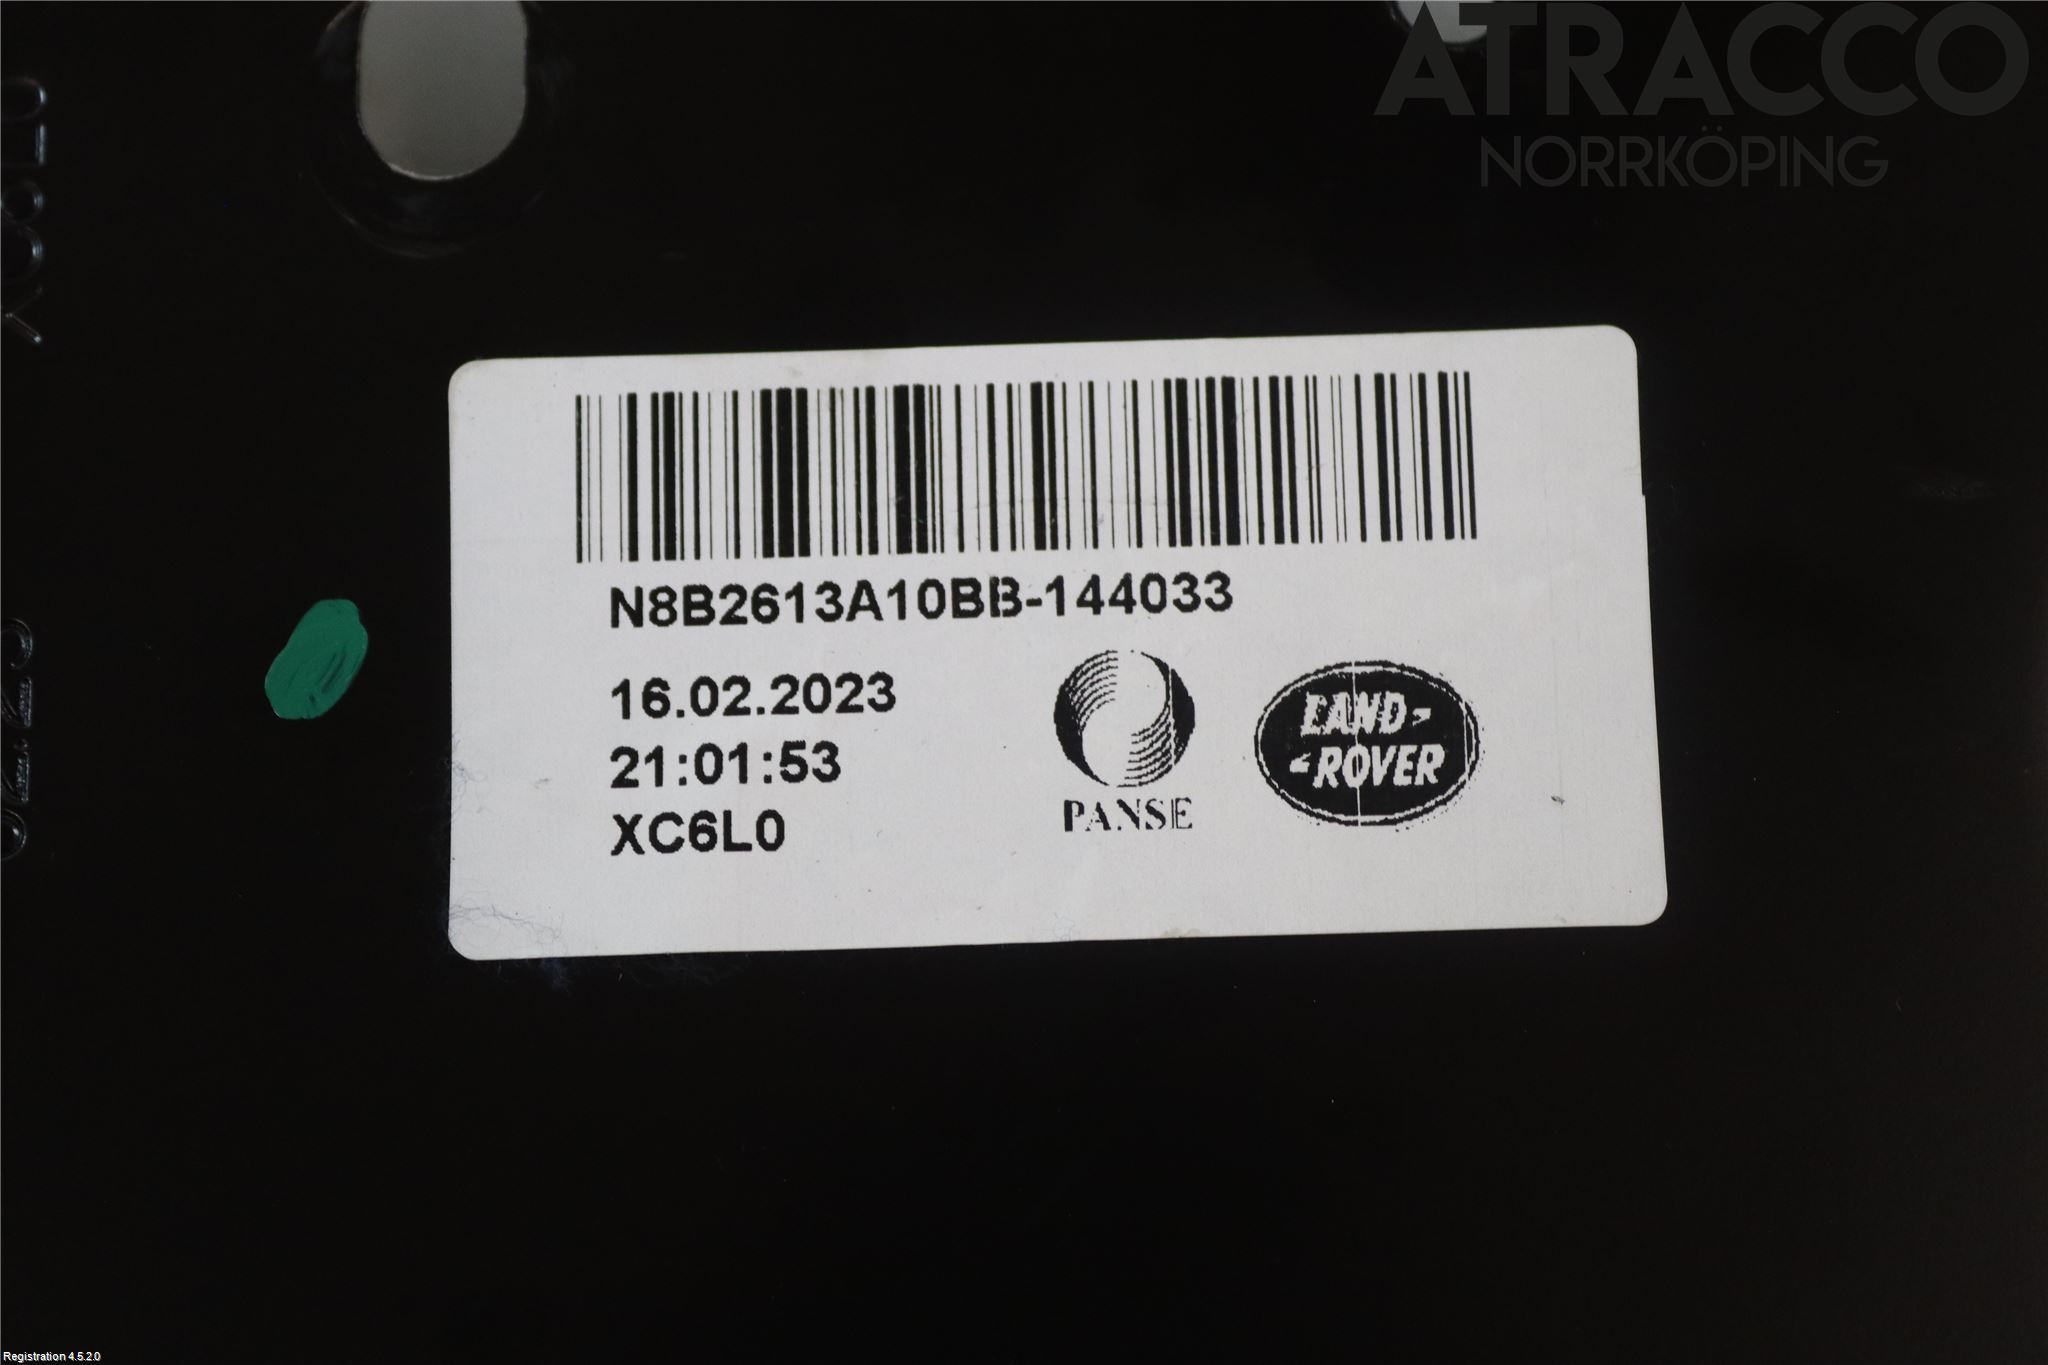 ATRACCO
NORRKÖPING
XC6L0
N8B2613A10BB-144033
16.02.2023
21:01:53
XC6L0
PANSE
LAND-
-ROVER
Registration 4.5.2.0